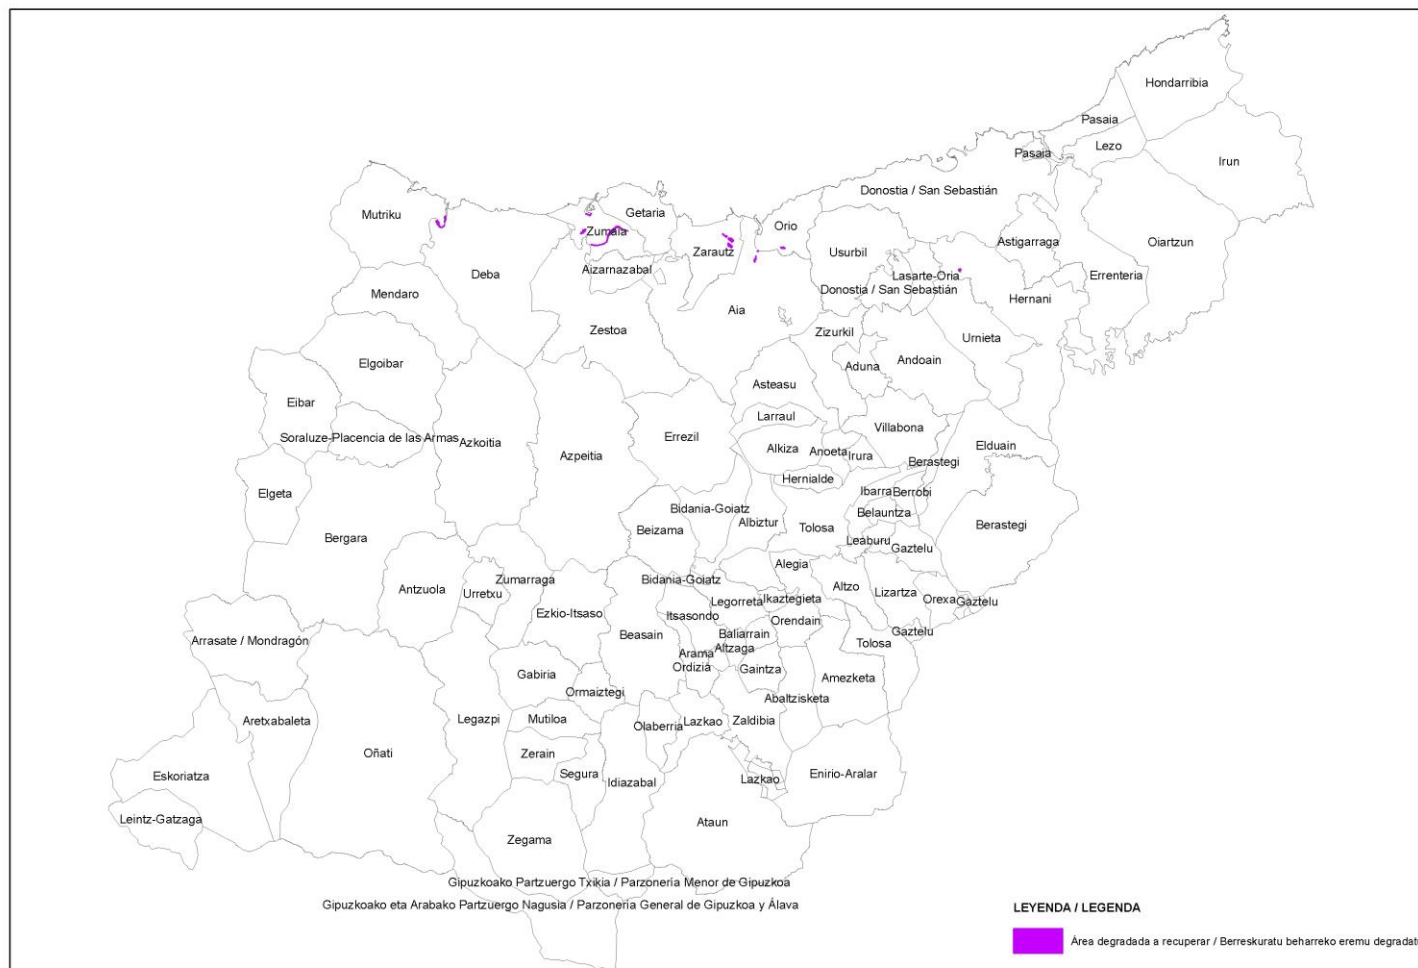 Hondarribia
Pasaia
Lezo
Pasaia
Irun
Donostia / San Sebastián
Mutriku
Getaria
Orio
Zumaia
Astigarraga
Oiartzun
Zarautz
Usurbil
Aizarnazabal
Deba
Lasarte-Oria
Errenteria
Donostia / San Sebastián
Mendaro
Hernani
Aia
Zestoa
Zizurkil
Urnieta
Elgoibar
Andoain
Aduna
Asteasu
Eibar
Larraul
Villabona
Soraluze-Placencia de las Armas
Azkoitia
Errezil
Elduain
Alkiza
Anoeta
Irura
Azpeitia
Berastegi
Hernialde
Elgeta
Ibarra
Berrobi
Bidania-Goiatz
Belauntza
Albiztur
Berastegi
Beizama
Tolosa
Bergara
Leaburu
Gaztelu
Alegia
Zumarraga
Bidania-Goiatz
Antzuola
Altzo
Urretxu
Lizartza
Ikaztegieta
Orexa
Gaztelu
Legorreta
Ezkio-Itsaso
Itsasondo
Orendain
Gaztelu
Arrasate / Mondragón
Beasain
Baliarrain
Tolosa
Altzaga
Arama
Ordizia
Gaintza
Gabiria
Amezketa
Ormaiztegi
Abaltzisketa
Aretxabaleta
Legazpi
Mutiloa
Olaberria
Lazkao
Zaldibia
Oñati
Zerain
Segura
Eskoriatza
Idiazabal
Lazkao
Enirio-Aralar
Leintz-Gatzaga
Ataun
Zegama
Gipuzkoako Partzuergo Txikia / Parzonería Menor de Gipuzkoa
Gipuzkoako eta Arabako Partzuergo Nagusia / Parzonería General de Gipuzkoa y Álava
LEYENDA / LEGENDA
Área degradada a recuperar / Berreskuratu beharreko eremu degradatu